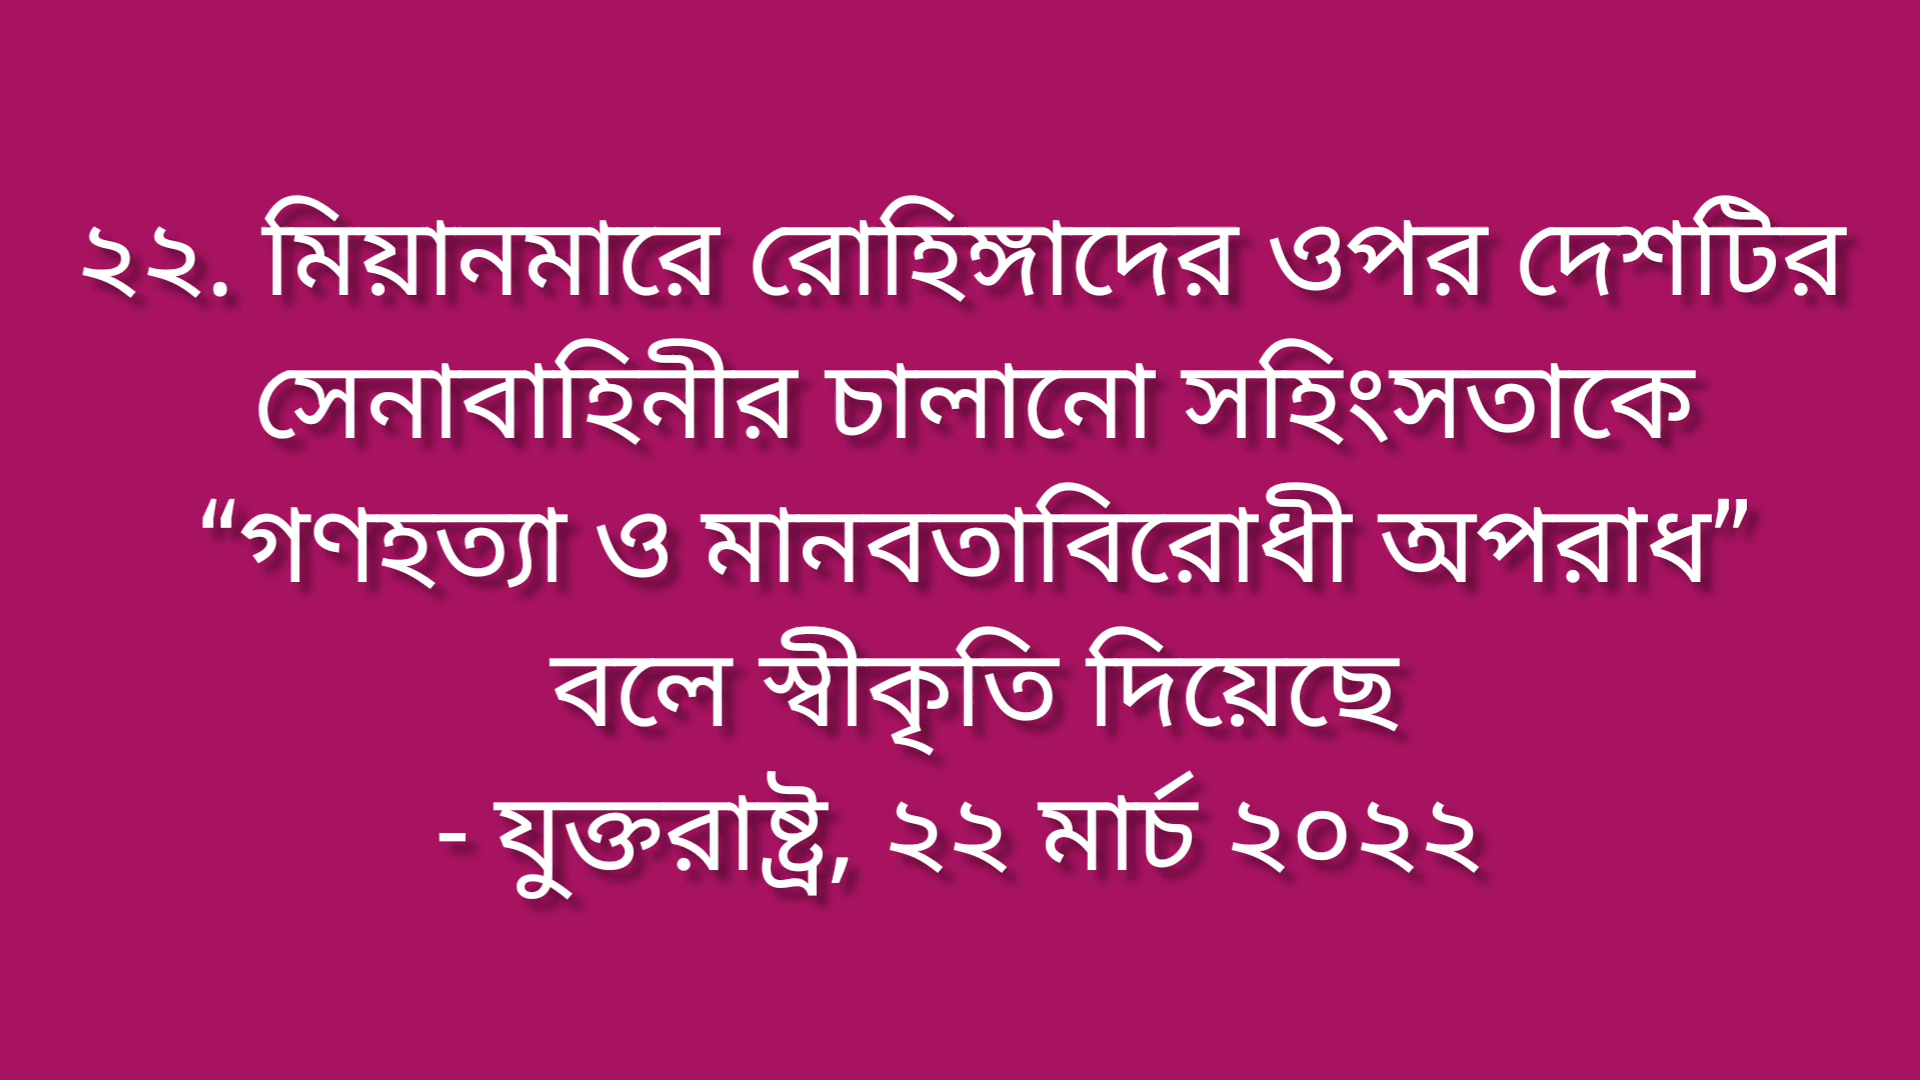 ২২. মিয়ানমারে রোহিঙ্গাদের ওপর দেশটির
সেনাবাহিনীর চালানো সহিংসতাকে
“গণহত্যা ও মানবতাবিরোধী অপরাধ”
বলে স্বীকৃতি দিয়েছে
- যুক্তরাষ্ট্র, ২২ মার্চ ২০২২